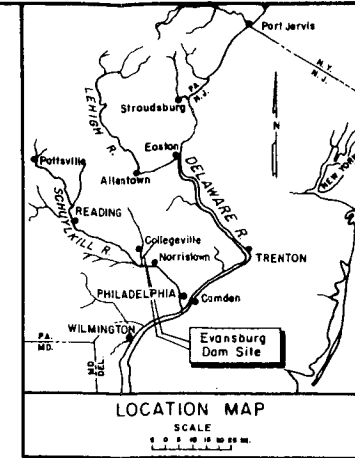 Port Jervis
N.Y.
N.J.
PA.
N.J.
Stroudsburg
LEHIGH R.
N
Easton
Pottsville
Allentown
DELAWARE R.
NEW YORK
SCHUYLKILL R.
READING
Collegeville
Norristown
TRENTON
PHILADELPHIA
Camden
WILMINGTON
PA.
MD.
MD.
DEL.
Evansburg
Dam Site
LOCATION MAP
SCALE